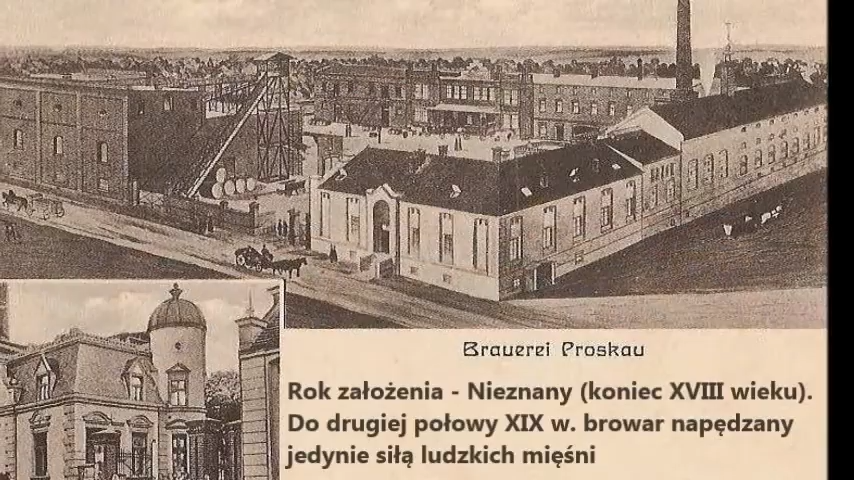 Brauerei Proskau
Rok założenia - Nieznany (koniec XVIII wieku).
Do drugiej połowy XIX w. browar napędzany
jedynie siłą ludzkich mięśni